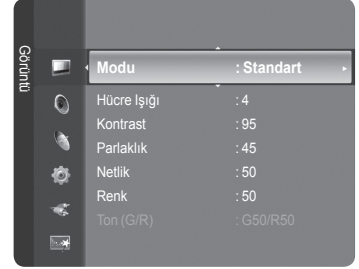 Görüntü
Modu : Standart
Hücre Işığı : 4
Kontrast : 95
Parlaklık : 45
Netlik : 50
Renk : 50
Ton (G/R) : G50/R50